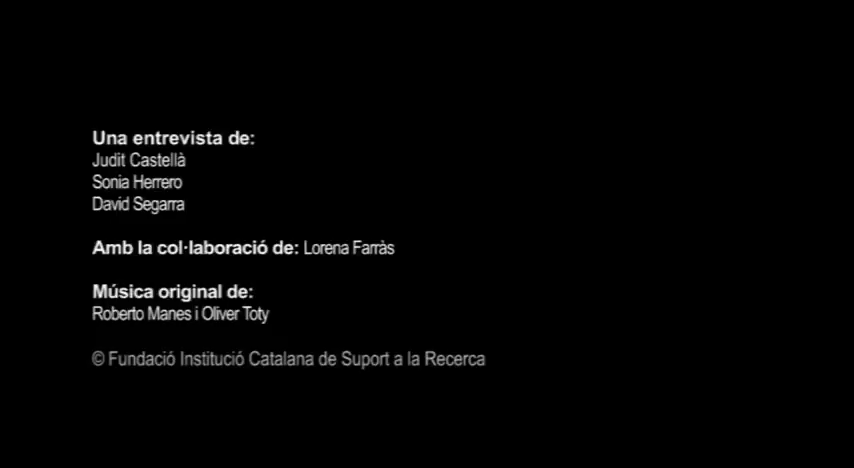 Una entrevista de:
Judit Castellà
Sonia Herrero
David Segarra
Amb la col·laboració de: Lorena Farràs
Música original de:
Roberto Manes i Oliver Toty
© Fundació Institució Catalana de Suport a la Recerca